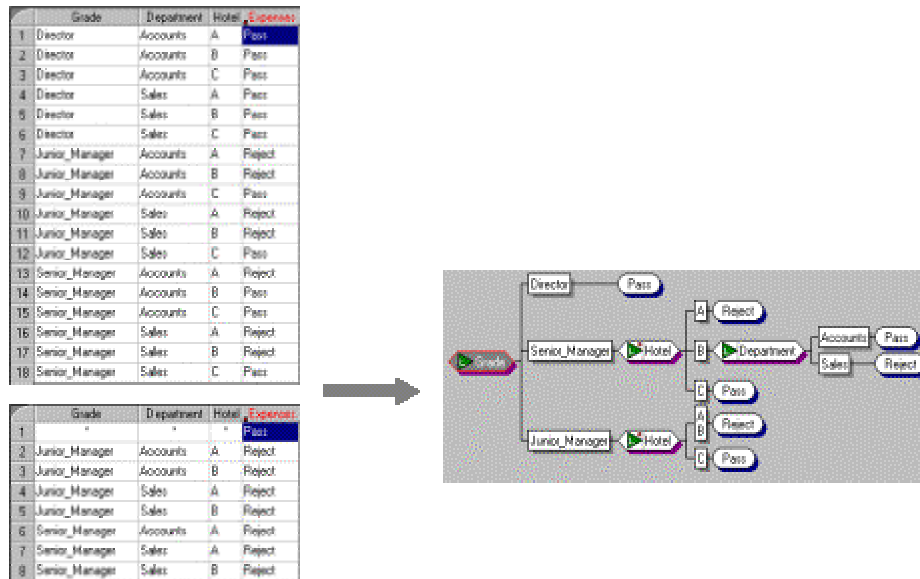 Grade Department Hotel Expenses
1 Director Accounts A Pass
2 Director Accounts B Pass
3 Director Accounts C Pass
4 Director Sales A Pass
5 Director Sales B Pass
6 Director Sales C Pass
7 Junior_Manager Accounts A Reject
8 Junior_Manager Accounts B Reject
9 Junior_Manager Accounts C Pass
10 Junior_Manager Sales A Reject
11 Junior_Manager Sales B Reject
12 Junior_Manager Sales C Pass
13 Senior_Manager Accounts A Reject
14 Senior_Manager Accounts B Pass
15 Senior_Manager Accounts C Pass
16 Senior_Manager Sales A Reject
17 Senior_Manager Sales B Reject
18 Senior_Manager Sales C Pass
Grade Department Hotel Expenses
1 * * * Pass
2 Junior_Manager Accounts A Reject
3 Junior_Manager Accounts B Reject
4 Junior_Manager Sales A Reject
5 Junior_Manager Sales B Reject
6 Senior_Manager Accounts A Reject
7 Senior_Manager Sales A Reject
8 Senior_Manager Sales B Reject
Grade
Director Pass
Senior_Manager Hotel
A Reject
B Department
Accounts Pass
Sales Reject
C Pass
Junior_Manager Hotel
A
B
Reject
C Pass